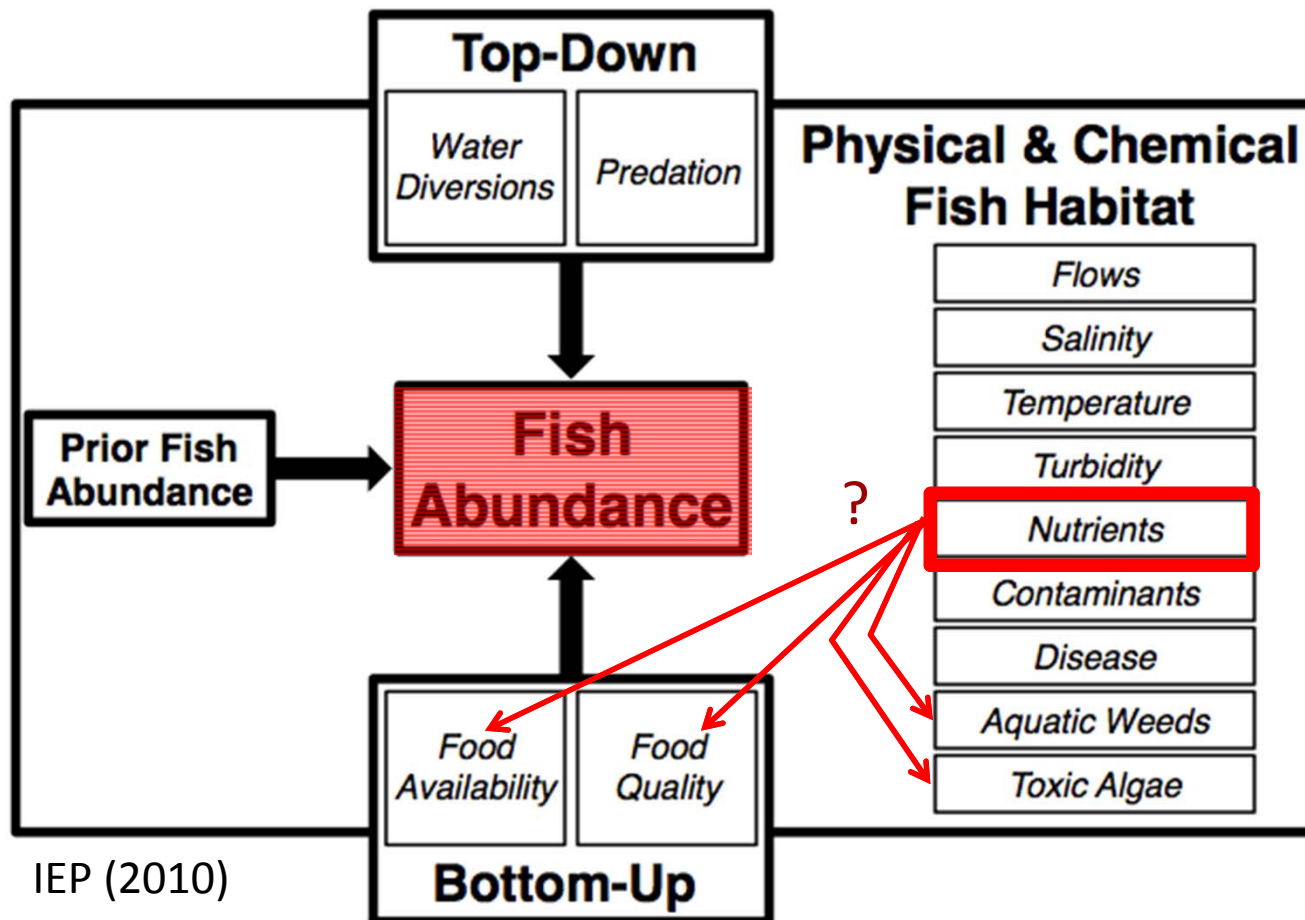 Top-Down
Water
Diversions
Predation
Physical & Chemical
Fish Habitat
Flows
Salinity
Temperature
Turbidity
Nutrients
Contaminants
Disease
Aquatic Weeds
Toxic Algae
Prior Fish
Abundance
Fish
Abundance
?
Food
Availability
Food
Quality
Bottom-Up
IEP (2010)